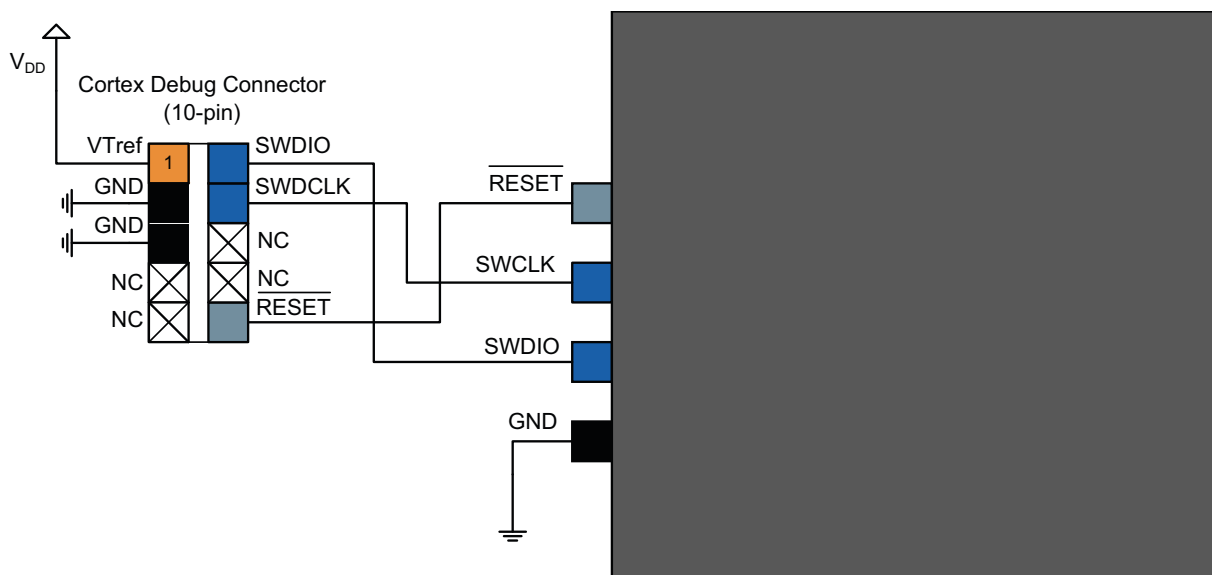 V_DD
Cortex Debug Connector
(10-pin)
VTref
1
SWDIO
GND
SWDCLK
GND
NC
NC
NC
NC
RESET
RESET
SWCLK
SWDIO
GND